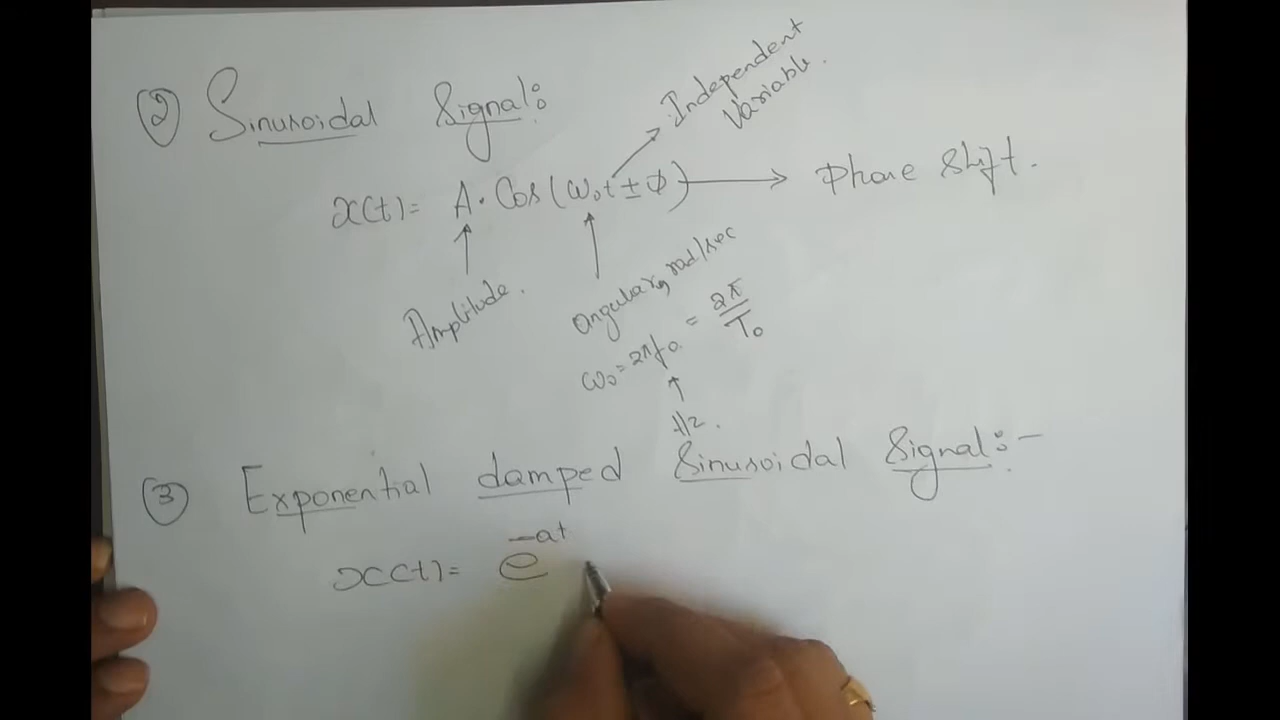 ② Sinusoidal Signal:
Independent
Variable.
x(t)= A. Cos(ω₀t ± φ) → Phase Shift.
Amplitude.
angular, rad/sec
ω₀ = 2πf₀ = 2π/T₀
Hz.
③ Exponential damped Sinusoidal Signal:-
x(t)= e^-at